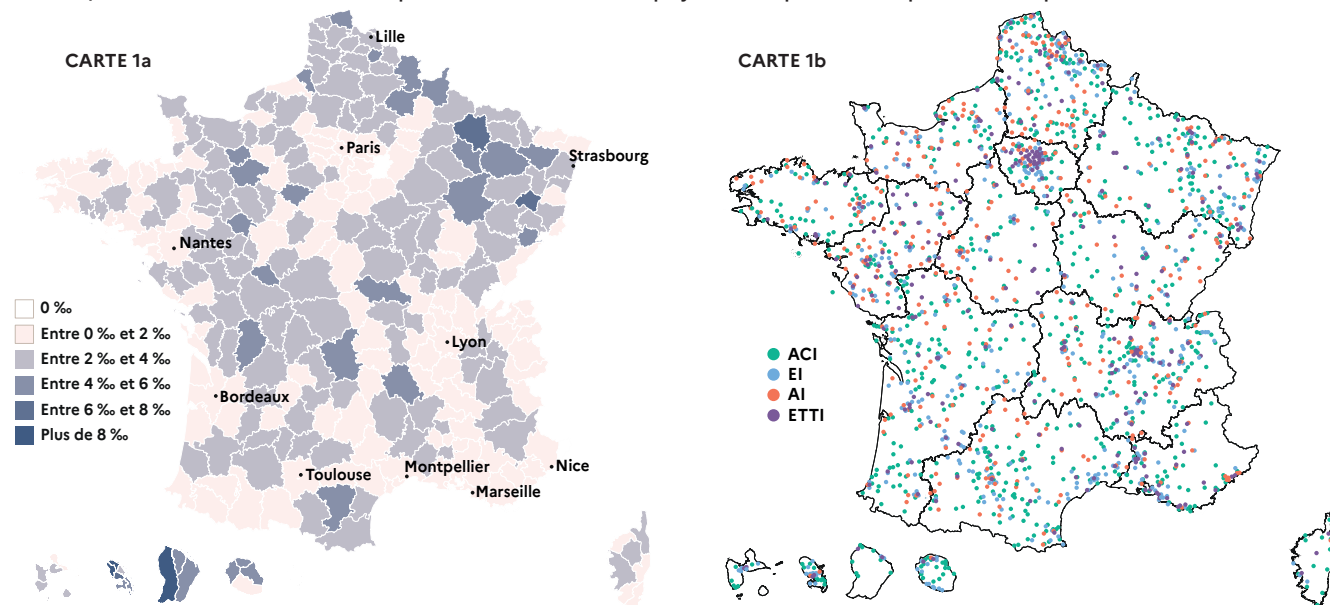 CARTE 1a
Lille
Paris
Strasbourg
Nantes
Lyon
Bordeaux
Toulouse
Montpellier
Nice
Marseille
0 ‰
Entre 0 ‰ et 2 ‰
Entre 2 ‰ et 4 ‰
Entre 4 ‰ et 6 ‰
Entre 6 ‰ et 8 ‰
Plus de 8 ‰
CARTE 1b
ACI
EI
AI
ETTI